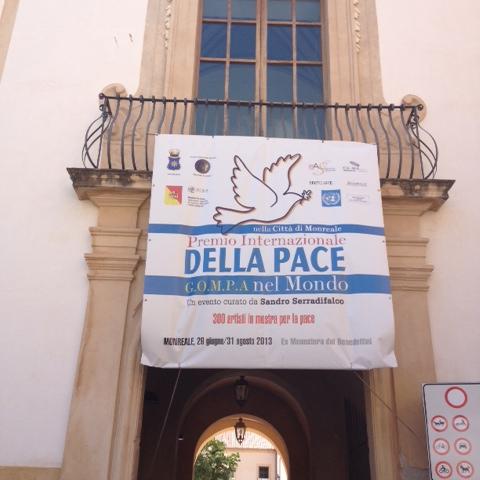 nella Città di Monreale
Premio Internazionale
DELLA PACE
G.O.M.P.A nel Mondo
Un evento curato da Sandro Serradifalco
300 artisti in mostra per la pace
MONREALE, 29 giugno/31 agosto 2013 Ex Monastero dei Benedettini